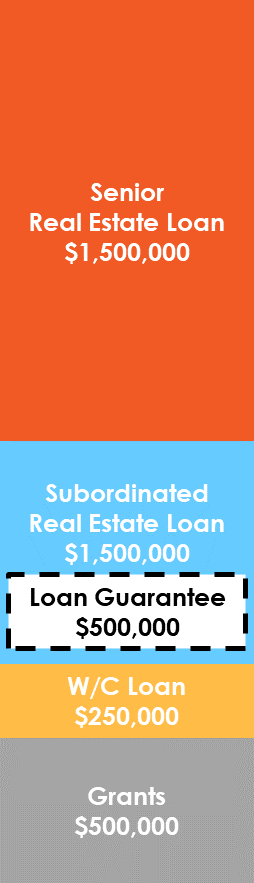 Senior
Real Estate Loan
$1,500,000
Subordinated
Real Estate Loan
$1,500,000
Loan Guarantee
$500,000
W/C Loan
$250,000
Grants
$500,000